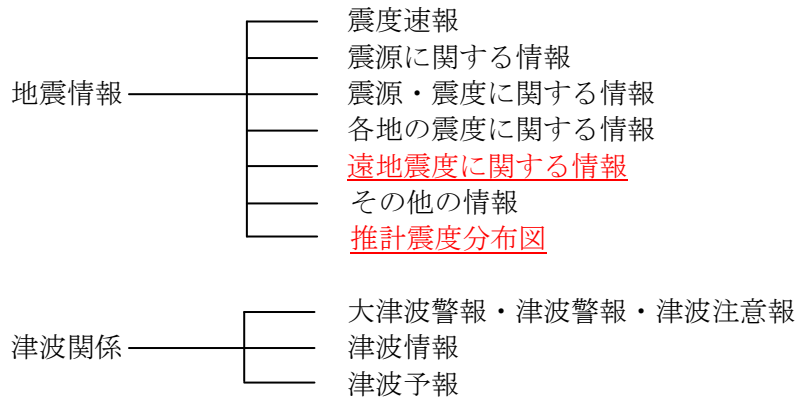 震度速報
震源に関する情報
地震情報
震源・震度に関する情報
各地の震度に関する情報
遠地震度に関する情報
その他の情報
推計震度分布図
大津波警報・津波警報・津波注意報
津波関係
津波情報
津波予報